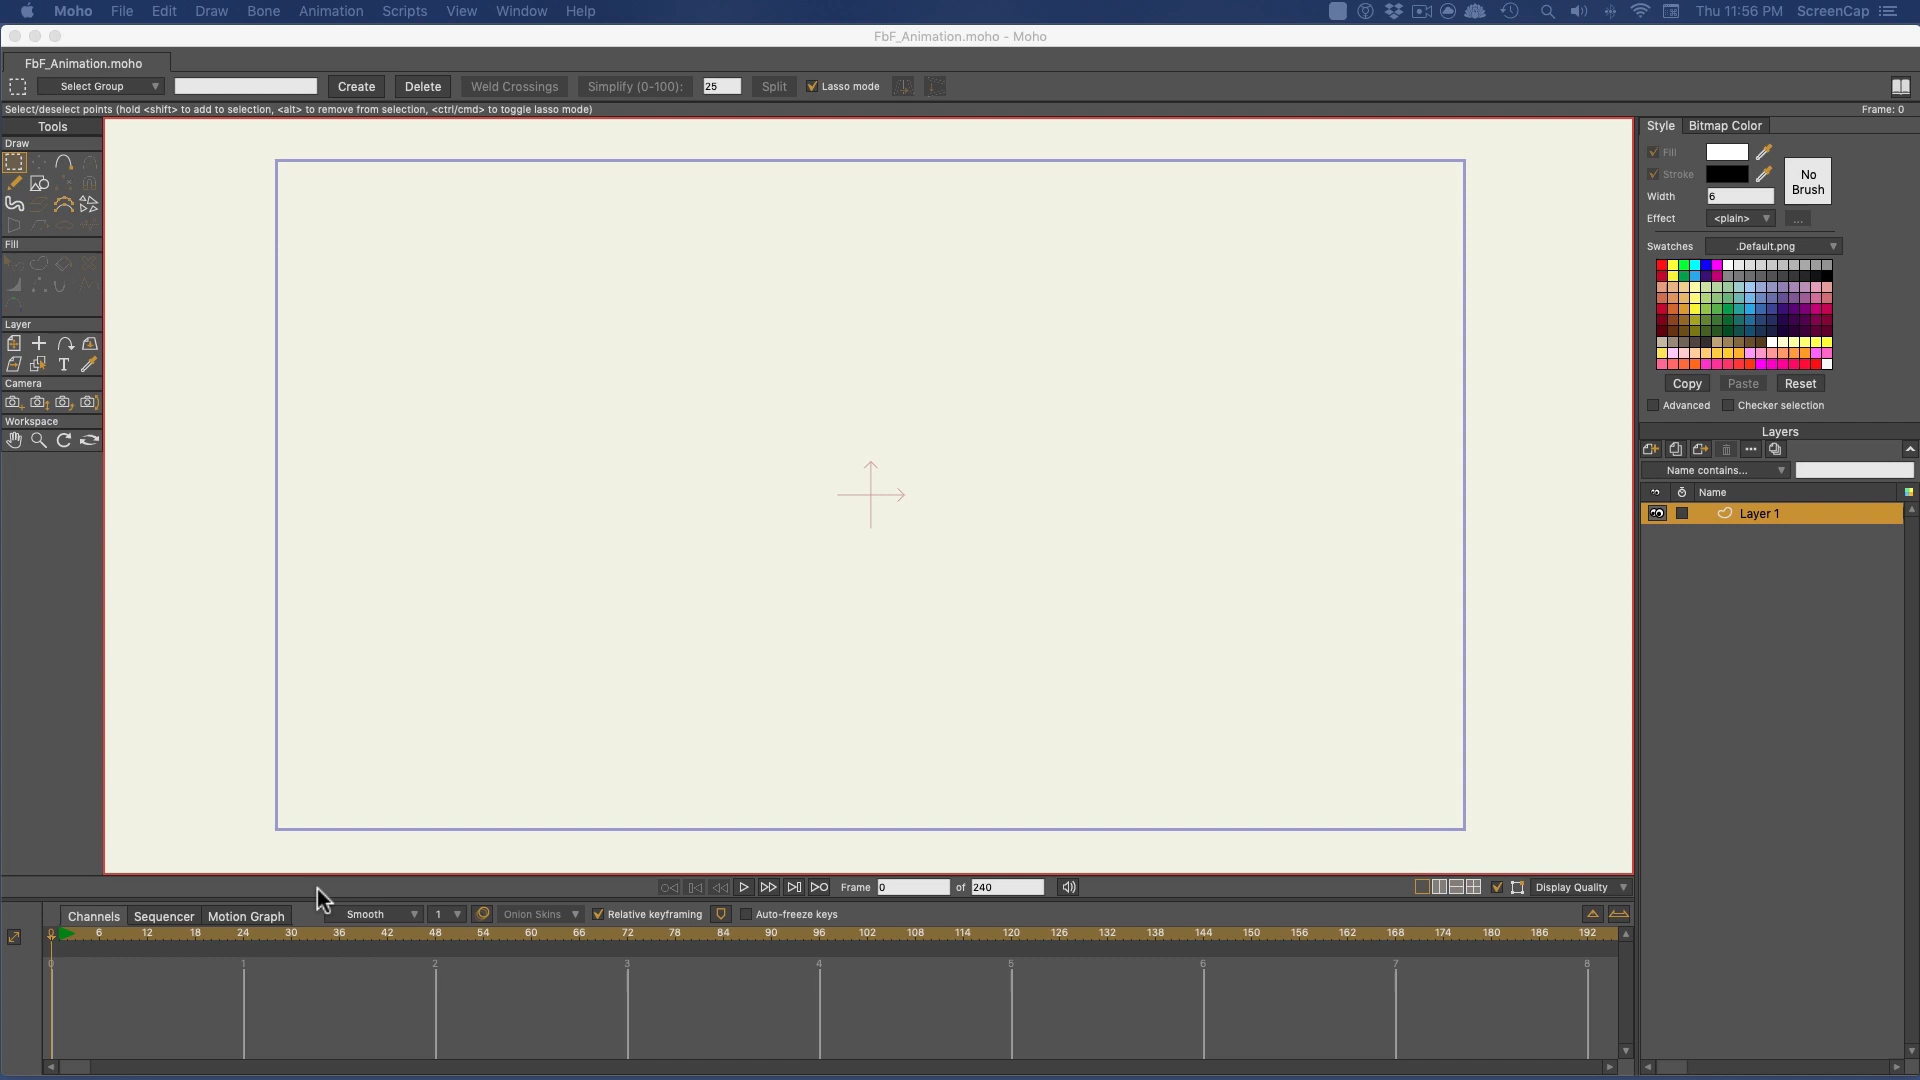 Moho File Edit Draw Bone Animation Scripts View Window Help Thu 11:56 PM ScreenCap
FbF_Animation.moho - Moho
FbF_Animation.moho
Select Group Create Delete Weld Crossings Simplify (0-100): 25 Split Lasso mode
Select/deselect points (hold <shift> to add to selection, <alt> to remove from selection, <ctrl/cmd> to toggle lasso mode) Frame: 0
Tools
Draw
Fill
Layer
T
Camera
Workspace
Style Bitmap Color
Fill
Stroke
No
Brush
Width 6
Effect <plain> ...
Swatches .Default.png
Copy Paste Reset
Advanced Checker selection
Layers
Name contains...
Name
Layer 1
Frame 0 of 240 Display Quality
Channels Sequencer Motion Graph Smooth 1 Onion Skins Relative keyframing Auto-freeze keys
6 12 18 24 30 36 42 48 54 60 66 72 78 84 90 96 102 108 114 120 126 132 138 144 150 156 162 168 174 180 186 192
0 1 2 3 4 5 6 7 8